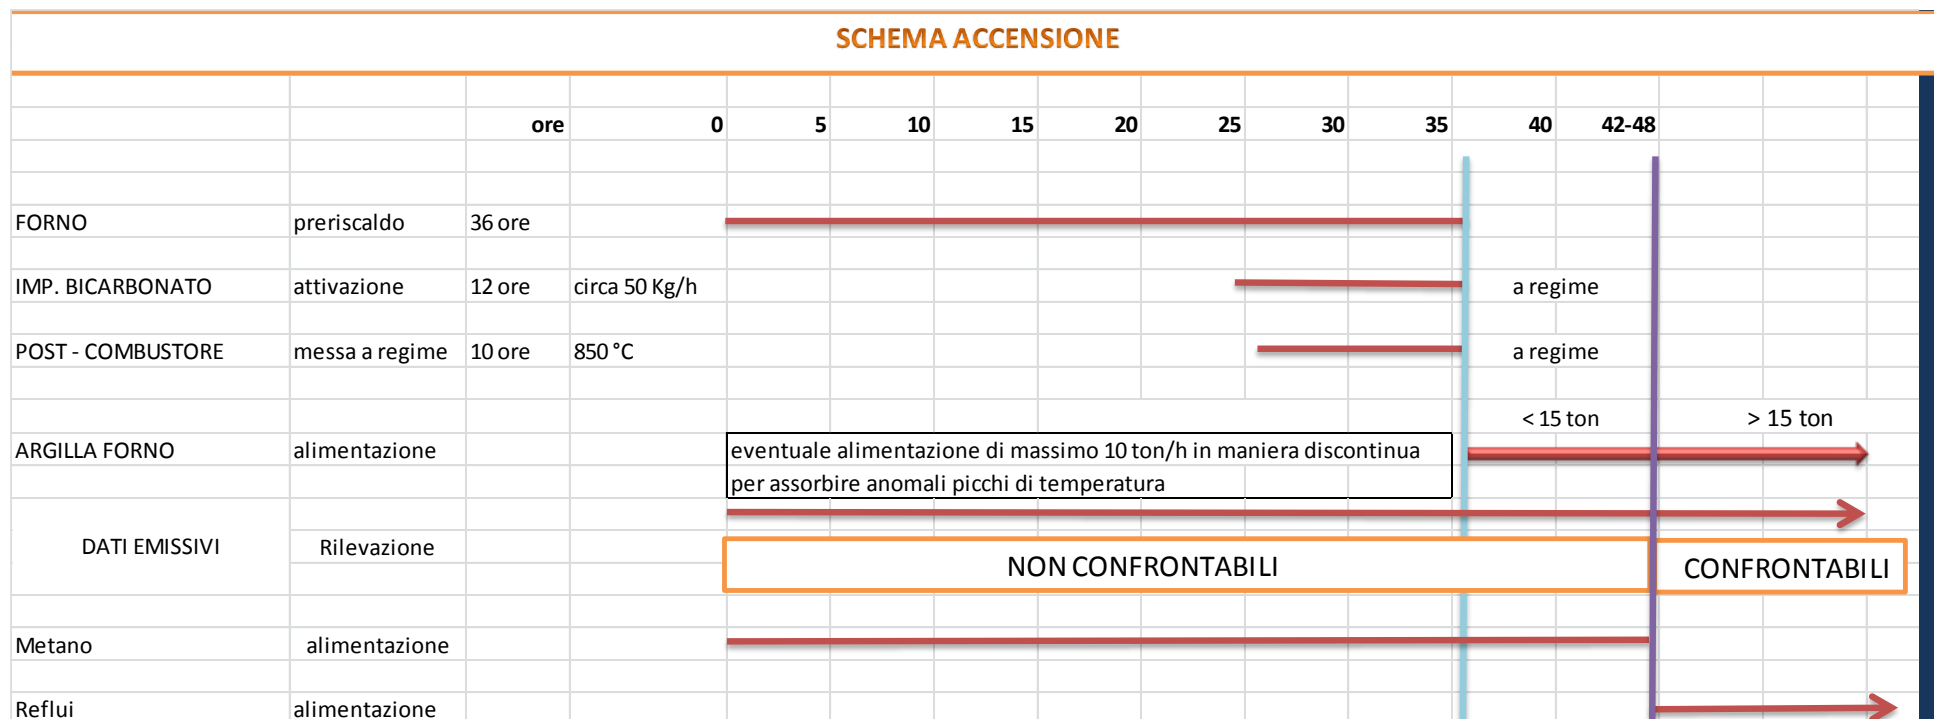 SCHEMA ACCENSIONE
ore 0 5 10 15 20 25 30 35 40 42-48
FORNO preriscaldo 36 ore
IMP. BICARBONATO attivazione 12 ore circa 50 Kg/h a regime
POST - COMBUSTORE messa a regime 10 ore 850 °C a regime
< 15 ton > 15 ton
ARGILLA FORNO alimentazione eventuale alimentazione di massimo 10 ton/h in maniera discontinua
per assorbire anomali picchi di temperatura
DATI EMISSIVI Rilevazione
NON CONFRONTABILI CONFRONTABILI
Metano alimentazione
Reflui alimentazione